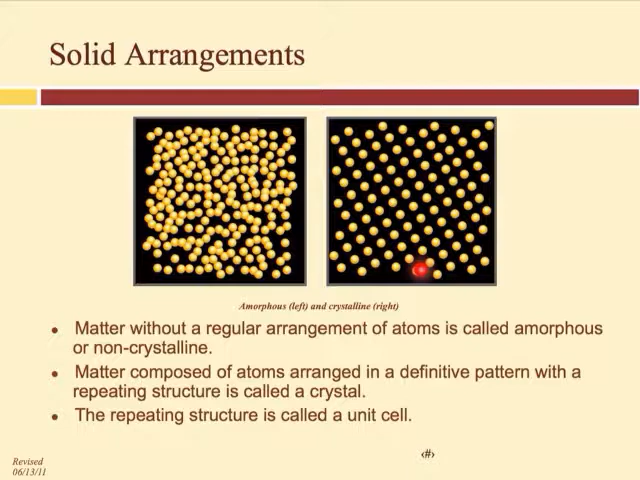 Solid Arrangements
Amorphous (left) and crystalline (right)
• Matter without a regular arrangement of atoms is called amorphous
or non-crystalline.
• Matter composed of atoms arranged in a definitive pattern with a
repeating structure is called a crystal.
• The repeating structure is called a unit cell.
‹#›
Revised
06/13/11